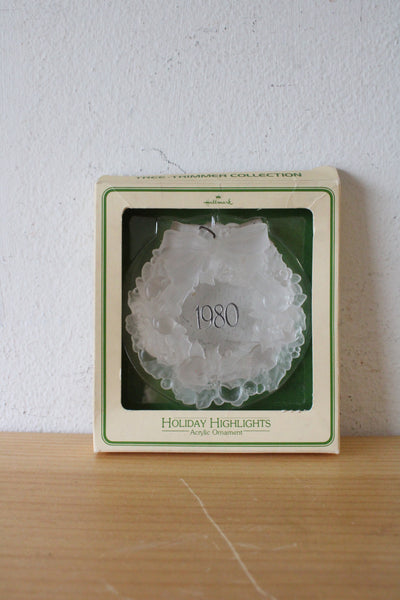 TREE-TRIMMER COLLECTION
Hallmark
1980
HOLIDAY HIGHLIGHTS
Acrylic Ornament